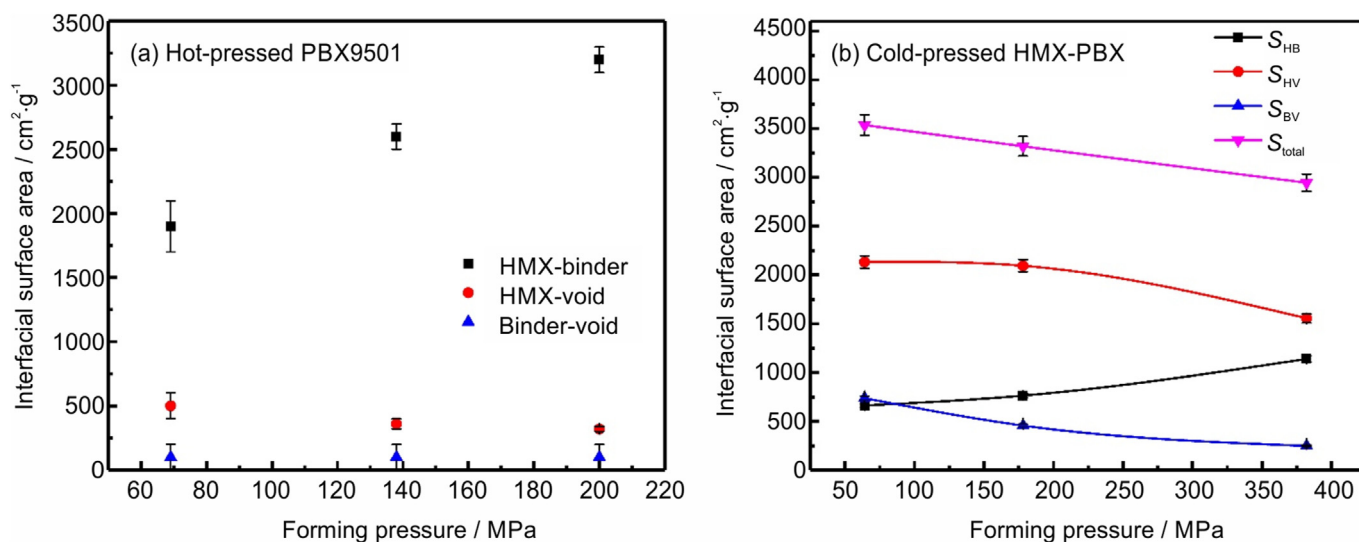 (a) Hot-pressed PBX9501
Interfacial surface area / cm²·g⁻¹
3500
3000
2500
2000
1500
1000
500
0
HMX-binder
HMX-void
Binder-void
60 80 100 120 140 160 180 200 220
Forming pressure / MPa
(b) Cold-pressed HMX-PBX
Interfacial surface area / cm²·g⁻¹
4500
4000
3500
3000
2500
2000
1500
1000
500
0
S_HB
S_HV
S_BV
S_total
50 100 150 200 250 300 350 400
Forming pressure / MPa